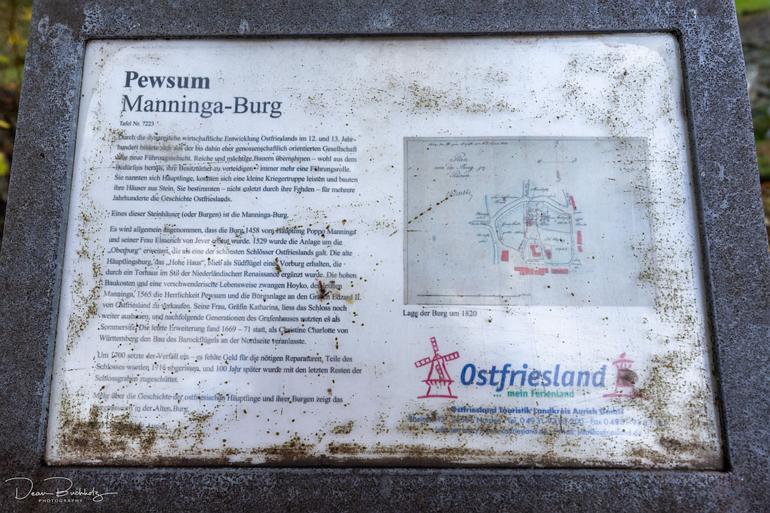 Pewsum
Manninga-Burg
Tafel Nr. 7223
Durch die dynamische wirtschaftliche Entwicklung Ostfrieslands im 12. und 13. Jahr-
hundert bildete sich aus der bis dahin eher genossenschaftlich orientierten Gesellschaft
eine neue Führungsschicht. Reiche und mächtige Bauern übernahmen – wohl aus dem
Bedürfnis heraus, ihre Besitztümer zu verteidigen – immer mehr eine Führungsrolle.
Sie nannten sich Häuptlinge, konnten sich eine kleine Kriegertruppe leisten und bauten
ihre Häuser aus Stein. Sie bestimmten – nicht zuletzt durch ihre Fehden – für mehrere
Jahrhunderte die Geschichte Ostfrieslands.
Eines dieser Steinhäuser (oder Burgen) ist die Manninga-Burg.
Es wird allgemein angenommen, dass die Burg 1458 vom Häuptling Poppo Manninga
und seiner Frau Elmerich von Jever erbaut wurde. 1529 wurde die Anlage um die
„Oberburg“ erweitert, die als eine der schönsten Schlösser Ostfrieslands galt. Die alte
Häuptlingsburg, das „Hohe Haus“, blieb als Südflügel einer Vorburg erhalten, die
durch ein Torhaus im Stil der Niederländischen Renaissance ergänzt wurde. Die hohen
Baukosten und eine verschwenderische Lebensweise zwangen Hoyko
Manninga, 1565 die Herrlichkeit Pewsum und die Burganlage an den Grafen Edzard II.
von Ostfriesland zu verkaufen. Seine Frau, Gräfin Katharina, liess das Schloss noch
weiter ausbauen, und nachfolgende Generationen des Grafenhauses nutzten es als
Sommersitz. Die letzte Erweiterung fand 1669 – 71 statt, als Christine Charlotte von
Württemberg den Bau des Barockflügels an der Nordseite veranlasste.
Um 1700 setzte der Verfall ein – es fehlte Geld für die nötigen Reparaturen. Teile des
Schlosses wurden abgerissen, und 100 Jahr später wurde mit den letzten Resten der
Schlossgraben zugeschüttet.
Mehr über die Geschichte der ostfriesischen Häuptlinge und ihrer Burgen zeigt das
in der Alten Burg.
Lage der Burg um 1820
Ostfriesland
... mein Ferienland
Ostfriesland Touristik Landkreis Aurich GmbH
Dean Buchholz
PHOTOGRAPHY